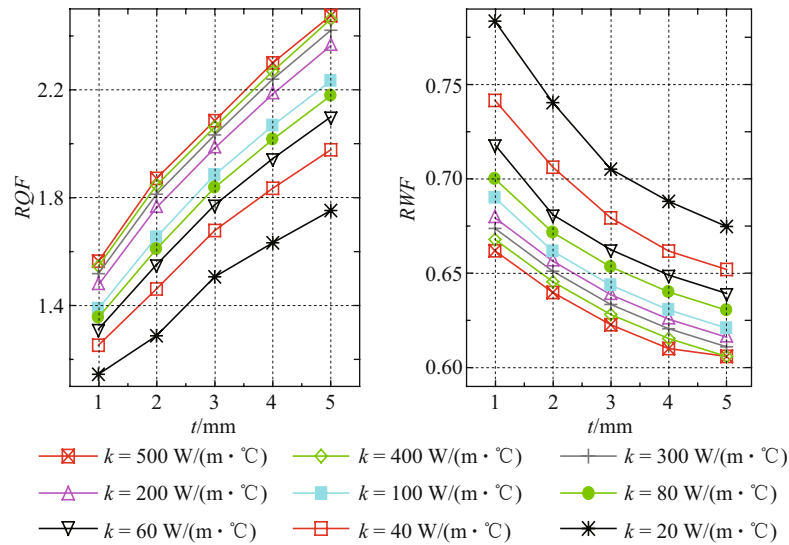 RQF
2.2
1.8
1.4
1 2 3 4 5
t/mm
RWF
0.75
0.70
0.65
0.60
1 2 3 4 5
t/mm
k = 500 W/(m · ℃)
k = 400 W/(m · ℃)
k = 300 W/(m · ℃)
k = 200 W/(m · ℃)
k = 100 W/(m · ℃)
k = 80 W/(m · ℃)
k = 60 W/(m · ℃)
k = 40 W/(m · ℃)
k = 20 W/(m · ℃)